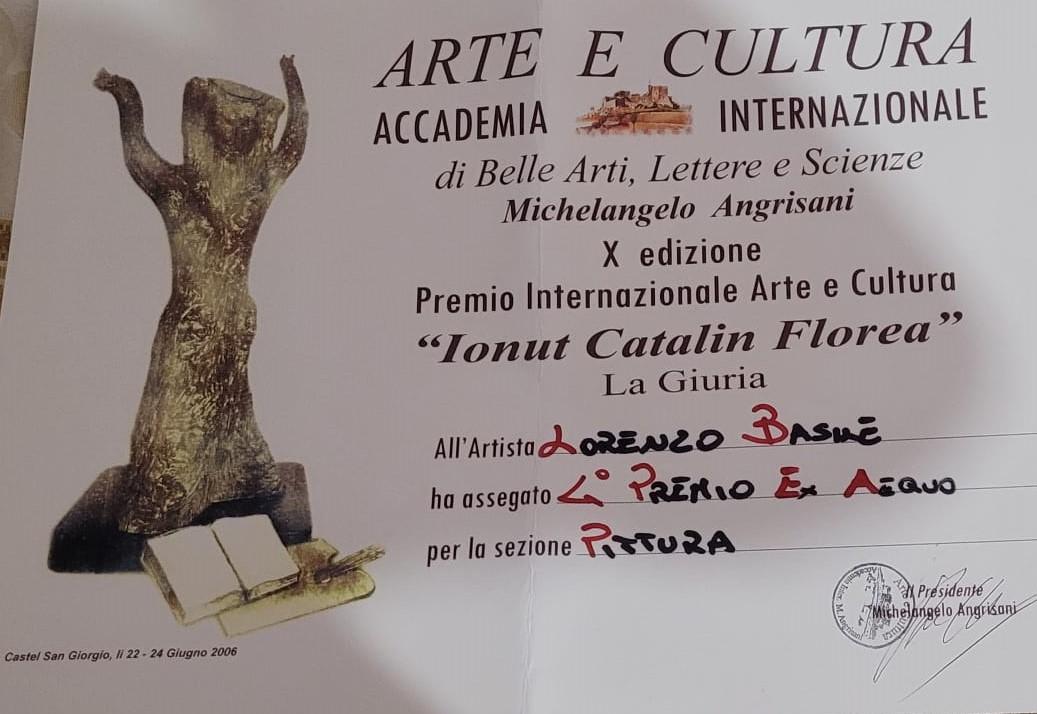 ARTE E CULTURA
ACCADEMIA INTERNAZIONALE
di Belle Arti, Lettere e Scienze
Michelangelo Angrisani
X edizione
Premio Internazionale Arte e Cultura
“Ionut Catalin Florea”
La Giuria
All'Artista LORENZO BASILE
ha assegato PREMIO Ex AEQUO
per la sezione PITTURA
Il Presidente
Michelangelo Angrisani
Castel San Giorgio, li 22 - 24 Giugno 2006